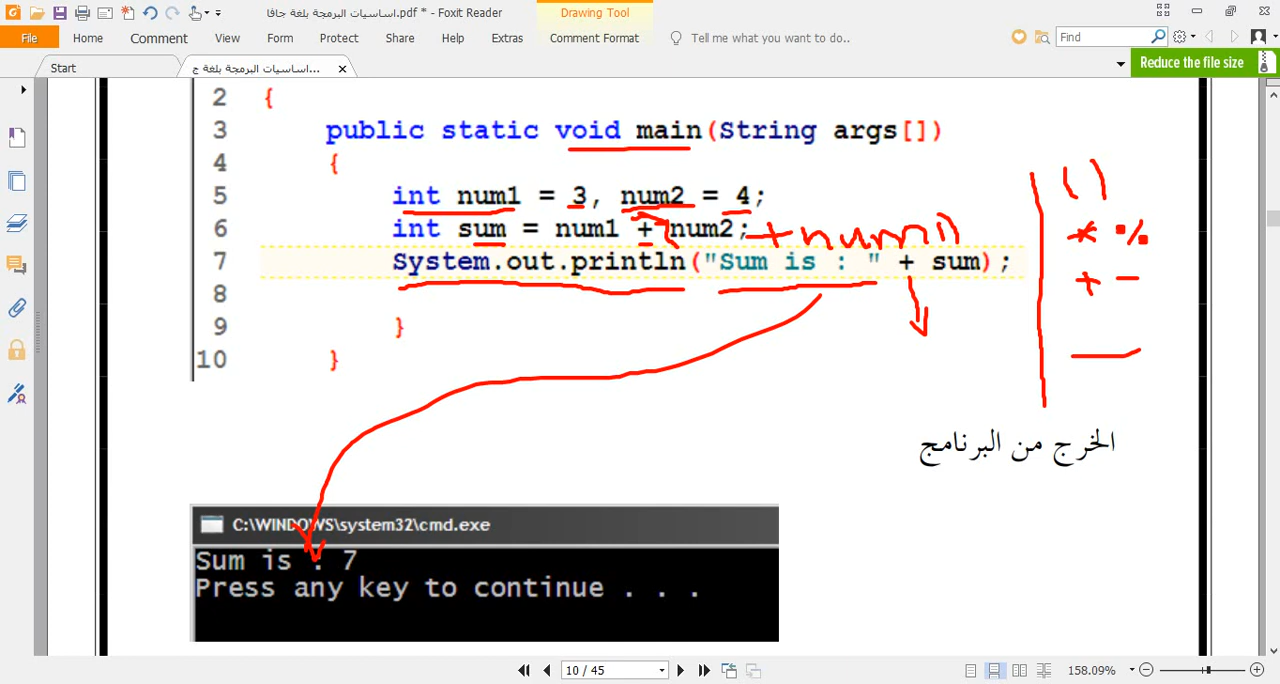 اساسيات البرمجة بلغة جافا.pdf * - Foxit Reader
Drawing Tool
File Home Comment View Form Protect Share Help Extras Comment Format Tell me what you want to do.. Find
Start
اساسيات البرمجة بلغة ج...
Reduce the file size
2 {
3 public static void main(String args[])
4 {
5 int num1 = 3, num2 = 4;
6 int sum = num1 + num2;
7 System.out.println("Sum is : " + sum);
8
9 }
10 }
( )
* %
+ -
الخرج من البرنامج
C:\WINDOWS\system32\cmd.exe
Sum is : 7
Press any key to continue . . .
10 / 45
158.09%